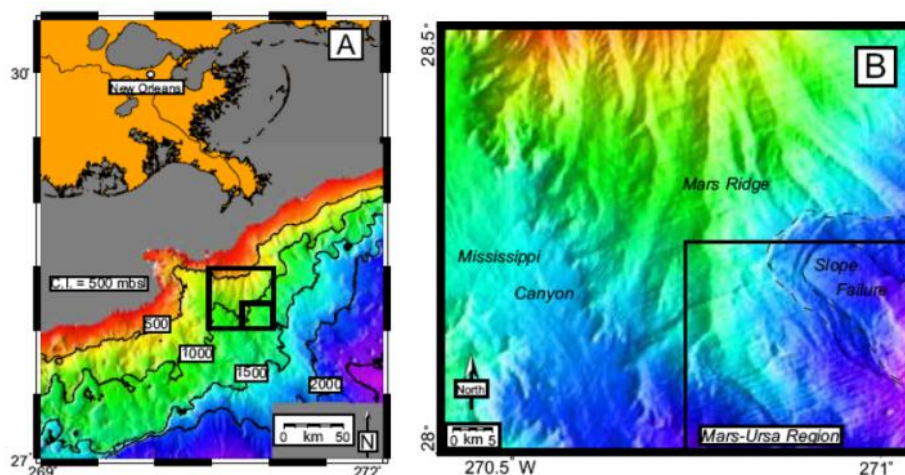 A
30'
New Orleans
C.I. = 500 mbsl
500
1000
1500
2000
0 km 50
N
27'
269
272
B
28.5°
Mars Ridge
Mississippi
Canyon
Slope
Failure
North
0 km 5
28°
Mars-Ursa Region
270.5° W
271°